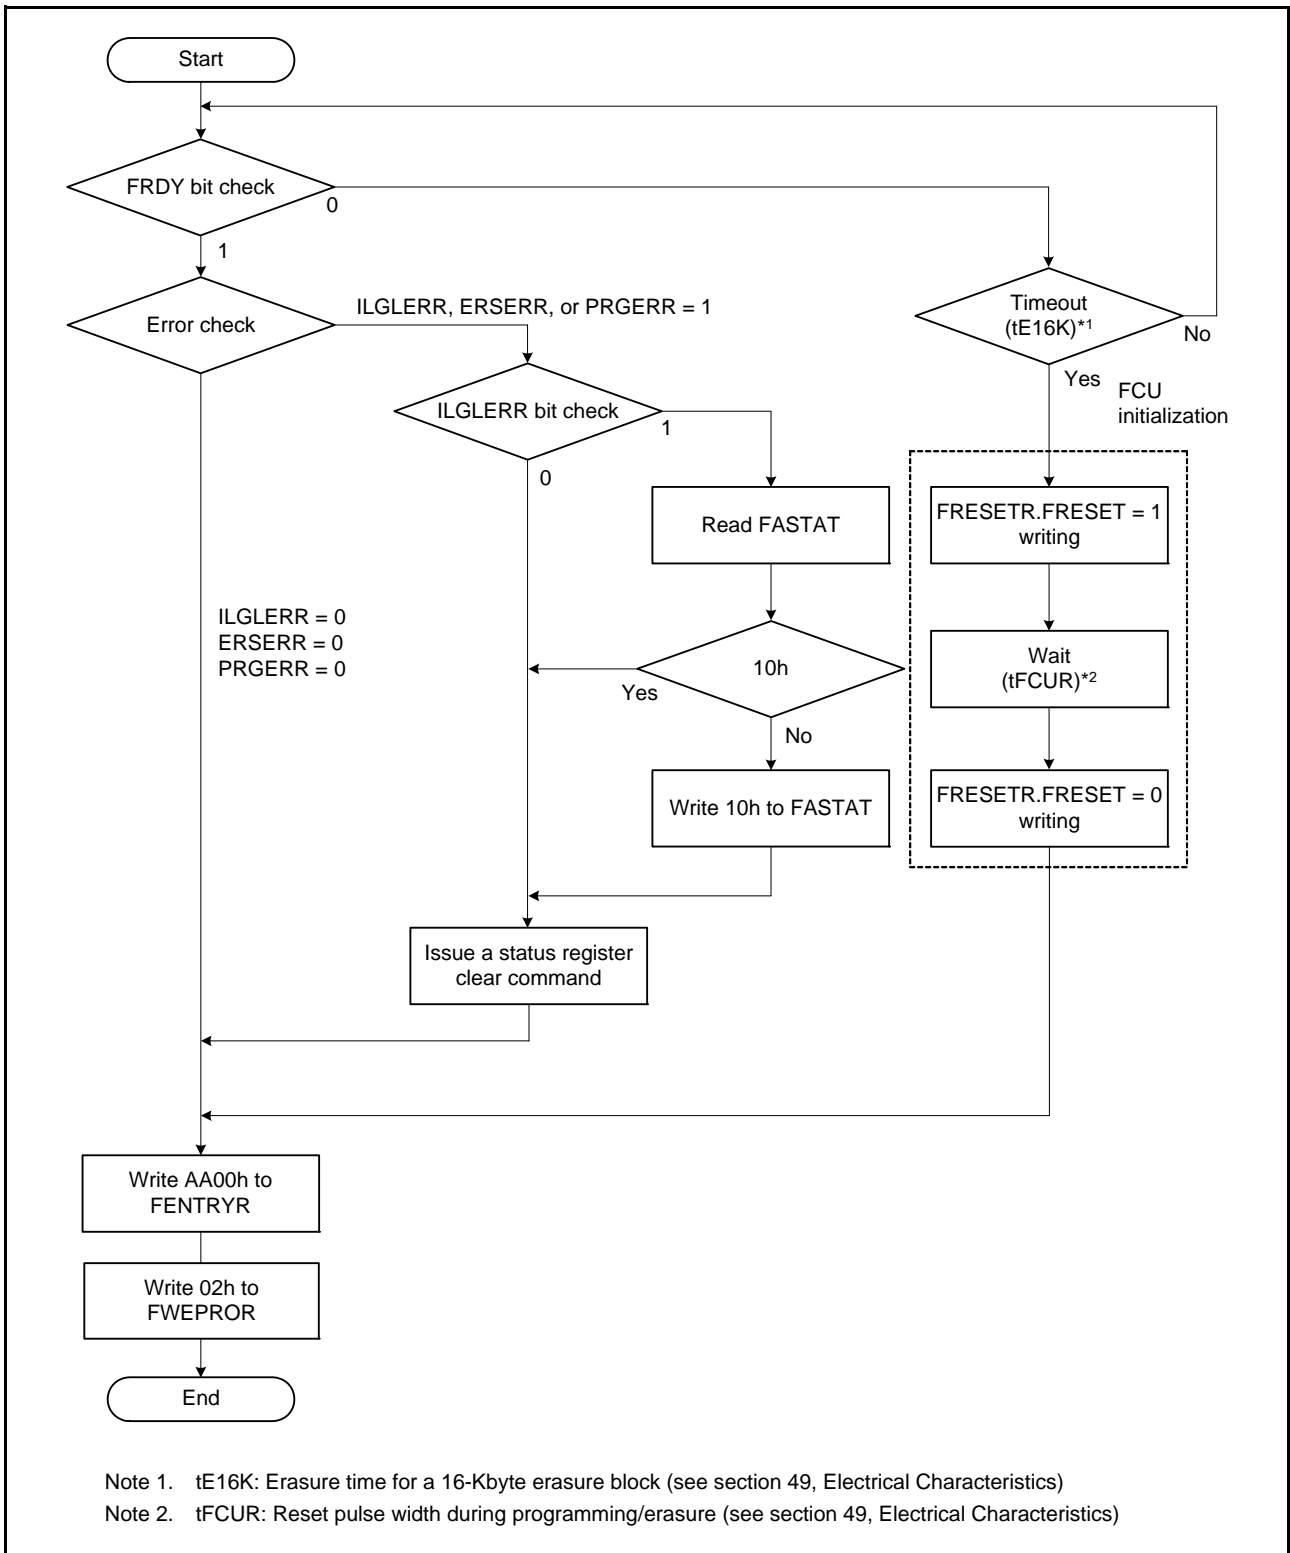 Start
FRDY bit check
0
1
Error check
ILGLERR, ERSERR, or PRGERR = 1
Timeout
(tE16K)*1
No
Yes
FCU
initialization
ILGLERR bit check
1
0
Read FASTAT
FRESETR.FRESET = 1
writing
ILGLERR = 0
ERSERR = 0
PRGERR = 0
10h
Yes
No
Wait
(tFCUR)*2
Write 10h to FASTAT
FRESETR.FRESET = 0
writing
Issue a status register
clear command
Write AA00h to
FENTRYR
Write 02h to
FWEPROR
End
Note 1. tE16K: Erasure time for a 16-Kbyte erasure block (see section 49, Electrical Characteristics)
Note 2. tFCUR: Reset pulse width during programming/erasure (see section 49, Electrical Characteristics)